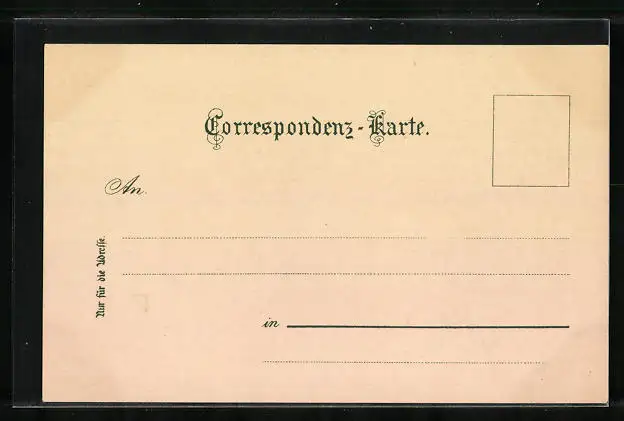 Correspondenz-Karte.
An.
Nur für die Adresse.
in